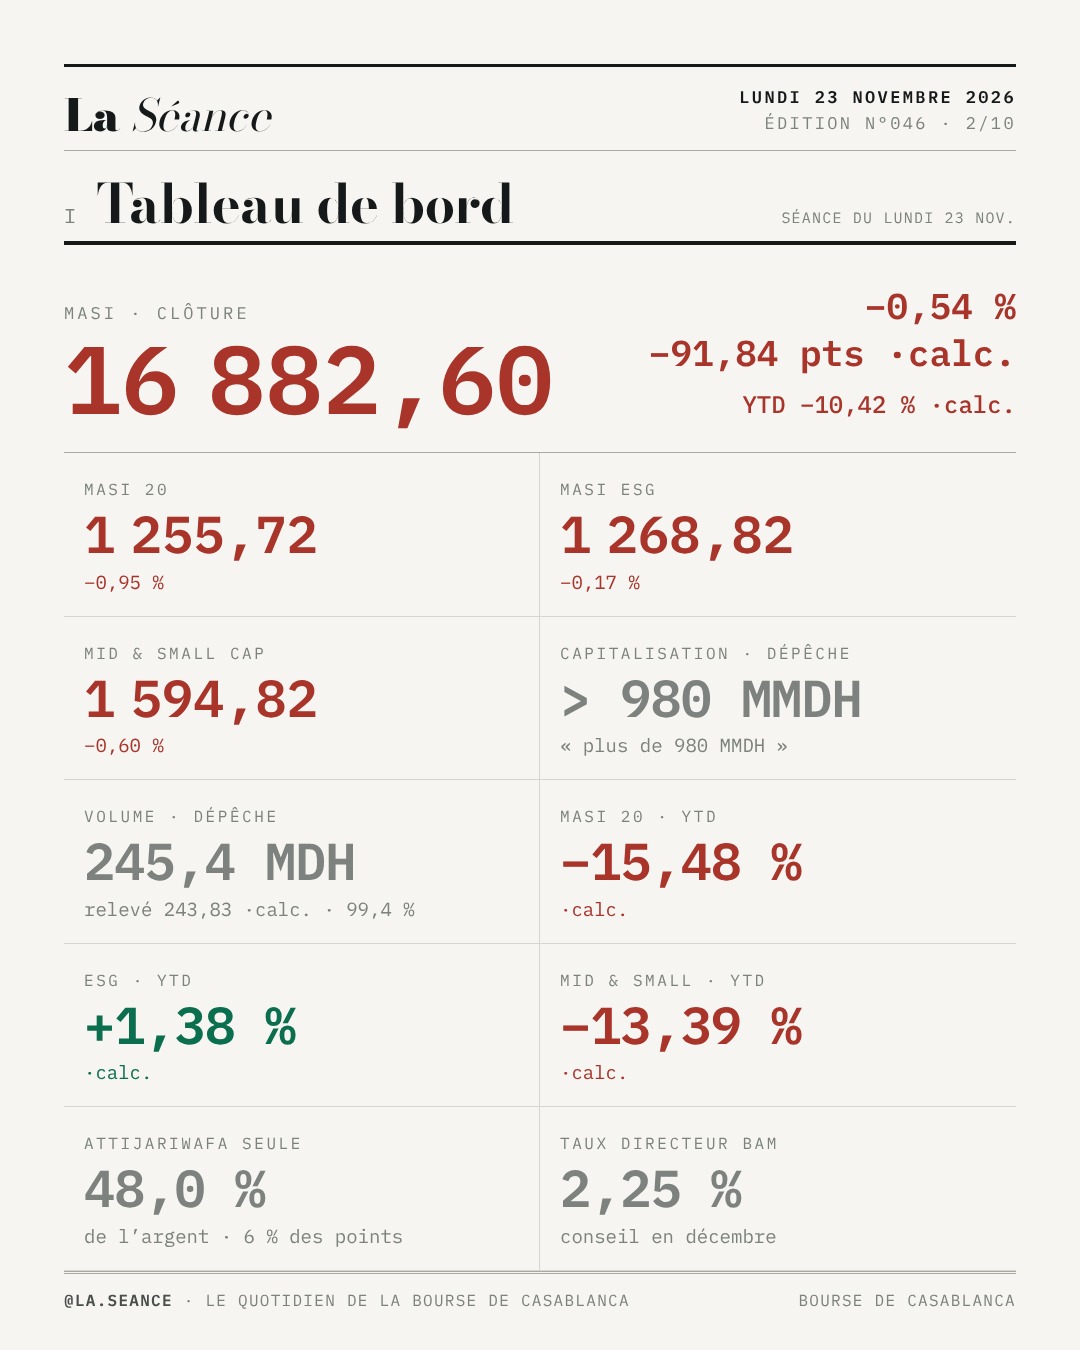 La Séance
LUNDI 23 NOVEMBRE 2026
ÉDITION N°046 · 2/10
I Tableau de bord
SÉANCE DU LUNDI 23 NOV.
MASI · CLÔTURE
16 882,60
−0,54 %
−91,84 pts ·calc.
YTD −10,42 % ·calc.
MASI 20
1 255,72
−0,95 %
MASI ESG
1 268,82
−0,17 %
MID & SMALL CAP
1 594,82
−0,60 %
CAPITALISATION · DÉPÊCHE
> 980 MMDH
« plus de 980 MMDH »
VOLUME · DÉPÊCHE
245,4 MDH
relevé 243,83 ·calc. · 99,4 %
MASI 20 · YTD
−15,48 %
·calc.
ESG · YTD
+1,38 %
·calc.
MID & SMALL · YTD
−13,39 %
·calc.
ATTIJARIWAFA SEULE
48,0 %
de l’argent · 6 % des points
TAUX DIRECTEUR BAM
2,25 %
conseil en décembre
@LA.SEANCE · LE QUOTIDIEN DE LA BOURSE DE CASABLANCA
BOURSE DE CASABLANCA